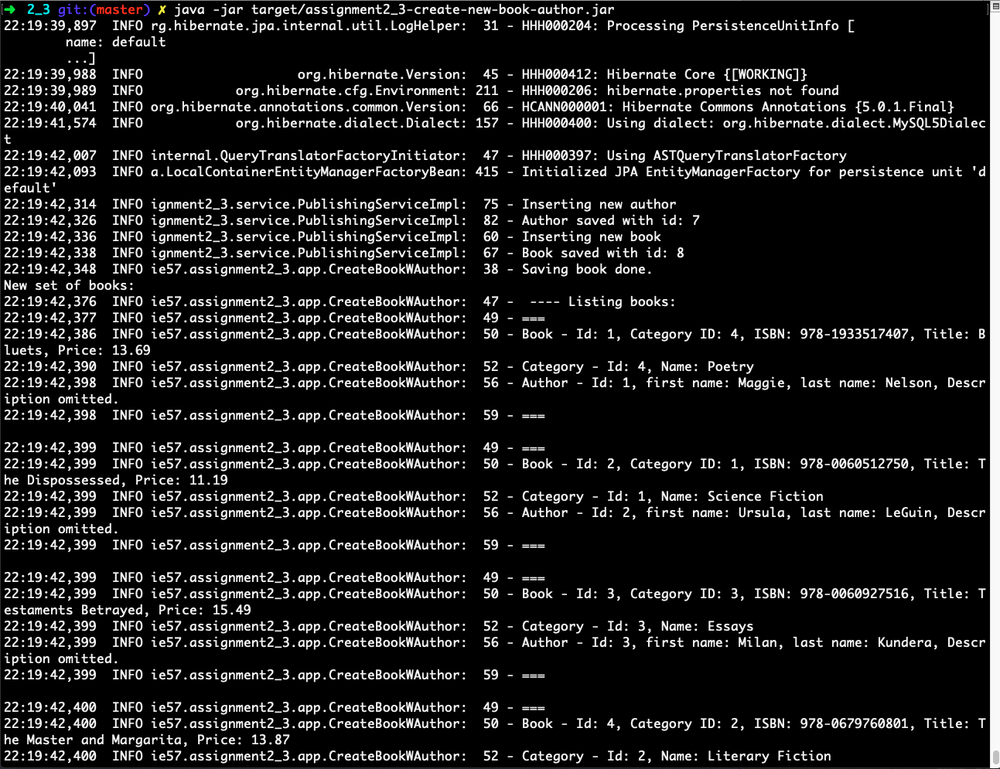 ➜  2_3 git:(master) ✗ java -jar target/assignment2_3-create-new-book-author.jar
22:19:39,897  INFO rg.hibernate.jpa.internal.util.LogHelper:  31 - HHH000204: Processing PersistenceUnitInfo [
        name: default
        ...]
22:19:39,988  INFO                    org.hibernate.Version:  45 - HHH000412: Hibernate Core {[WORKING]}
22:19:39,989  INFO            org.hibernate.cfg.Environment: 211 - HHH000206: hibernate.properties not found
22:19:40,041  INFO org.hibernate.annotations.common.Version:  66 - HCANN000001: Hibernate Commons Annotations {5.0.1.Final}
22:19:41,574  INFO            org.hibernate.dialect.Dialect: 157 - HHH000400: Using dialect: org.hibernate.dialect.MySQL5Dialec
t
22:19:42,007  INFO internal.QueryTranslatorFactoryInitiator:  47 - HHH000397: Using ASTQueryTranslatorFactory
22:19:42,093  INFO a.LocalContainerEntityManagerFactoryBean: 415 - Initialized JPA EntityManagerFactory for persistence unit 'd
efault'
22:19:42,314  INFO ignment2_3.service.PublishingServiceImpl:  75 - Inserting new author
22:19:42,326  INFO ignment2_3.service.PublishingServiceImpl:  82 - Author saved with id: 7
22:19:42,336  INFO ignment2_3.service.PublishingServiceImpl:  60 - Inserting new book
22:19:42,338  INFO ignment2_3.service.PublishingServiceImpl:  67 - Book saved with id: 8
22:19:42,348  INFO ie57.assignment2_3.app.CreateBookWAuthor:  38 - Saving book done.
New set of books:
22:19:42,376  INFO ie57.assignment2_3.app.CreateBookWAuthor:  47 -  ---- Listing books:
22:19:42,377  INFO ie57.assignment2_3.app.CreateBookWAuthor:  49 - ===
22:19:42,386  INFO ie57.assignment2_3.app.CreateBookWAuthor:  50 - Book - Id: 1, Category ID: 4, ISBN: 978-1933517407, Title: B
luets, Price: 13.69
22:19:42,390  INFO ie57.assignment2_3.app.CreateBookWAuthor:  52 - Category - Id: 4, Name: Poetry
22:19:42,398  INFO ie57.assignment2_3.app.CreateBookWAuthor:  56 - Author - Id: 1, first name: Maggie, last name: Nelson, Descr
iption omitted.
22:19:42,398  INFO ie57.assignment2_3.app.CreateBookWAuthor:  59 - ===

22:19:42,399  INFO ie57.assignment2_3.app.CreateBookWAuthor:  49 - ===
22:19:42,399  INFO ie57.assignment2_3.app.CreateBookWAuthor:  50 - Book - Id: 2, Category ID: 1, ISBN: 978-0060512750, Title: T
he Dispossessed, Price: 11.19
22:19:42,399  INFO ie57.assignment2_3.app.CreateBookWAuthor:  52 - Category - Id: 1, Name: Science Fiction
22:19:42,399  INFO ie57.assignment2_3.app.CreateBookWAuthor:  56 - Author - Id: 2, first name: Ursula, last name: LeGuin, Descr
iption omitted.
22:19:42,399  INFO ie57.assignment2_3.app.CreateBookWAuthor:  59 - ===

22:19:42,399  INFO ie57.assignment2_3.app.CreateBookWAuthor:  49 - ===
22:19:42,399  INFO ie57.assignment2_3.app.CreateBookWAuthor:  50 - Book - Id: 3, Category ID: 3, ISBN: 978-0060927516, Title: T
estaments Betrayed, Price: 15.49
22:19:42,399  INFO ie57.assignment2_3.app.CreateBookWAuthor:  52 - Category - Id: 3, Name: Essays
22:19:42,399  INFO ie57.assignment2_3.app.CreateBookWAuthor:  56 - Author - Id: 3, first name: Milan, last name: Kundera, Descr
iption omitted.
22:19:42,399  INFO ie57.assignment2_3.app.CreateBookWAuthor:  59 - ===

22:19:42,400  INFO ie57.assignment2_3.app.CreateBookWAuthor:  49 - ===
22:19:42,400  INFO ie57.assignment2_3.app.CreateBookWAuthor:  50 - Book - Id: 4, Category ID: 2, ISBN: 978-0679760801, Title: T
he Master and Margarita, Price: 13.87
22:19:42,400  INFO ie57.assignment2_3.app.CreateBookWAuthor:  52 - Category - Id: 2, Name: Literary Fiction